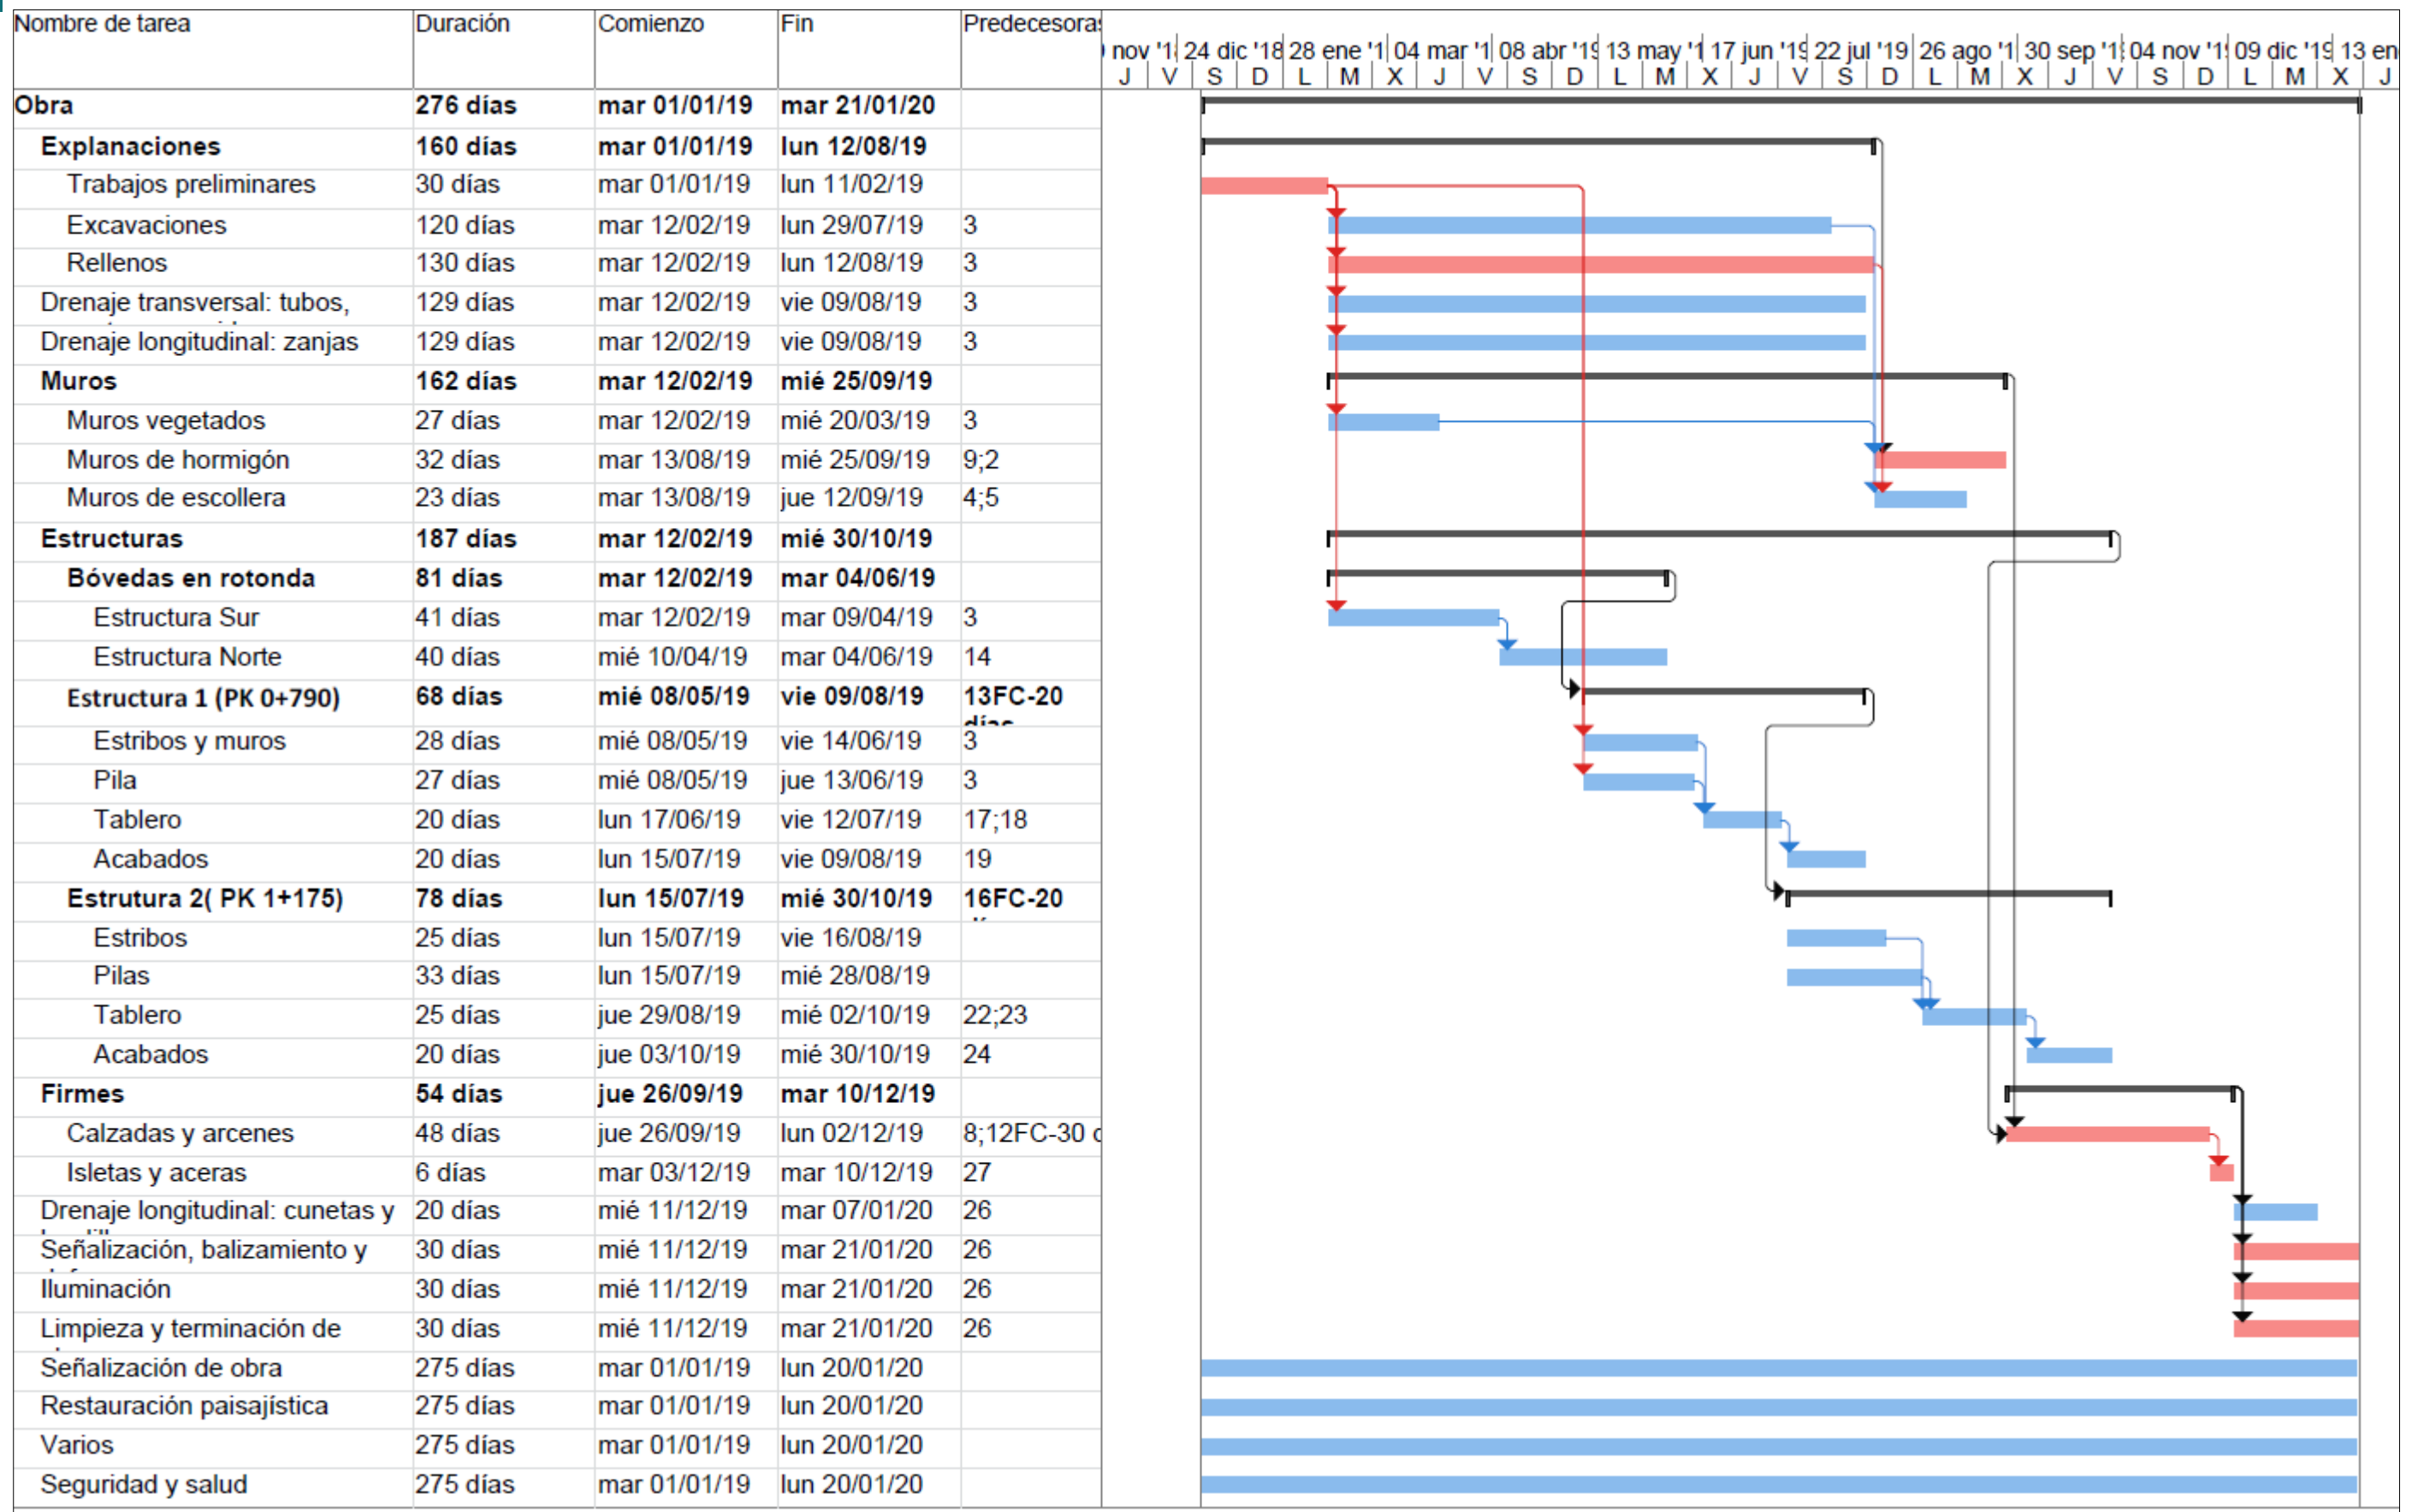 Nombre de tarea Duración Comienzo Fin Predecesoras
nov '18 24 dic '18 28 ene '1 04 mar '1 08 abr '19 13 may '1 17 jun '19 22 jul '19 26 ago '1 30 sep '1 04 nov '1 09 dic '19 13 en
J V S D L M X J V S D L M X J V S D L M X J V S D L M X J
Obra 276 días mar 01/01/19 mar 21/01/20
Explanaciones 160 días mar 01/01/19 lun 12/08/19
Trabajos preliminares 30 días mar 01/01/19 lun 11/02/19
Excavaciones 120 días mar 12/02/19 lun 29/07/19 3
Rellenos 130 días mar 12/02/19 lun 12/08/19 3
Drenaje transversal: tubos, 129 días mar 12/02/19 vie 09/08/19 3
Drenaje longitudinal: zanjas 129 días mar 12/02/19 vie 09/08/19 3
Muros 162 días mar 12/02/19 mié 25/09/19
Muros vegetados 27 días mar 12/02/19 mié 20/03/19 3
Muros de hormigón 32 días mar 13/08/19 mié 25/09/19 9;2
Muros de escollera 23 días mar 13/08/19 jue 12/09/19 4;5
Estructuras 187 días mar 12/02/19 mié 30/10/19
Bóvedas en rotonda 81 días mar 12/02/19 mar 04/06/19
Estructura Sur 41 días mar 12/02/19 mar 09/04/19 3
Estructura Norte 40 días mié 10/04/19 mar 04/06/19 14
Estructura 1 (PK 0+790) 68 días mié 08/05/19 vie 09/08/19 13FC-20
días
Estribos y muros 28 días mié 08/05/19 vie 14/06/19 3
Pila 27 días mié 08/05/19 jue 13/06/19 3
Tablero 20 días lun 17/06/19 vie 12/07/19 17;18
Acabados 20 días lun 15/07/19 vie 09/08/19 19
Estrutura 2( PK 1+175) 78 días lun 15/07/19 mié 30/10/19 16FC-20
Estribos 25 días lun 15/07/19 vie 16/08/19
Pilas 33 días lun 15/07/19 mié 28/08/19
Tablero 25 días jue 29/08/19 mié 02/10/19 22;23
Acabados 20 días jue 03/10/19 mié 30/10/19 24
Firmes 54 días jue 26/09/19 mar 10/12/19
Calzadas y arcenes 48 días jue 26/09/19 lun 02/12/19 8;12FC-30 d
Isletas y aceras 6 días mar 03/12/19 mar 10/12/19 27
Drenaje longitudinal: cunetas y 20 días mié 11/12/19 mar 07/01/20 26
Señalización, balizamiento y 30 días mié 11/12/19 mar 21/01/20 26
Iluminación 30 días mié 11/12/19 mar 21/01/20 26
Limpieza y terminación de 30 días mié 11/12/19 mar 21/01/20 26
Señalización de obra 275 días mar 01/01/19 lun 20/01/20
Restauración paisajística 275 días mar 01/01/19 lun 20/01/20
Varios 275 días mar 01/01/19 lun 20/01/20
Seguridad y salud 275 días mar 01/01/19 lun 20/01/20